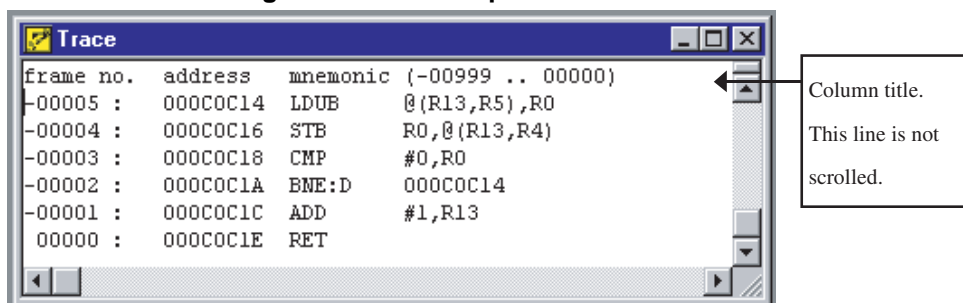 Trace
frame no. address mnemonic (-00999 .. 00000)
-00005 : 000C0C14 LDUB @(R13,R5),R0
-00004 : 000C0C16 STB R0,@(R13,R4)
-00003 : 000C0C18 CMP #0,R0
-00002 : 000C0C1A BNE:D 000C0C14
-00001 : 000C0C1C ADD #1,R13
00000 : 000C0C1E RET
Column title.
This line is not
scrolled.